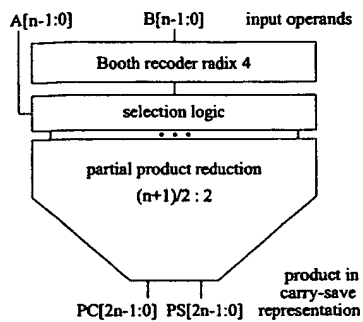 A[n-1:0] B[n-1:0] input operands
Booth recoder radix 4
selection logic
partial product reduction
(n+1)/2 : 2
product in
carry-save
PC[2n-1:0] PS[2n-1:0] representation